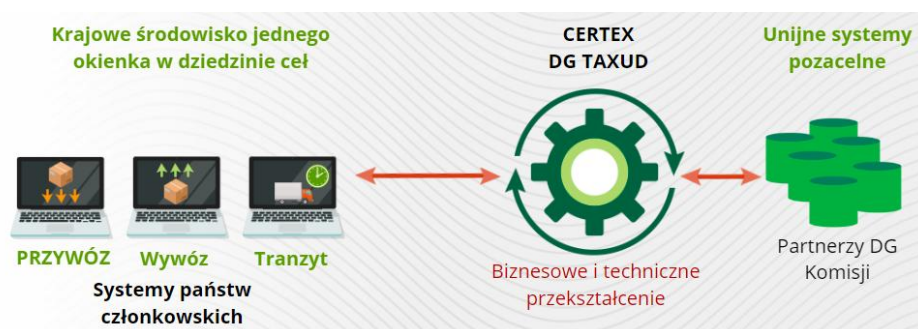 Krajowe środowisko jednego
okienka w dziedzinie ceł
CERTEX
DG TAXUD
Unijne systemy
pozacelne
PRZYWÓZ
Wywóz
Tranzyt
Systemy państw
członkowskich
Biznesowe i techniczne
przekształcenie
Partnerzy DG
Komisji